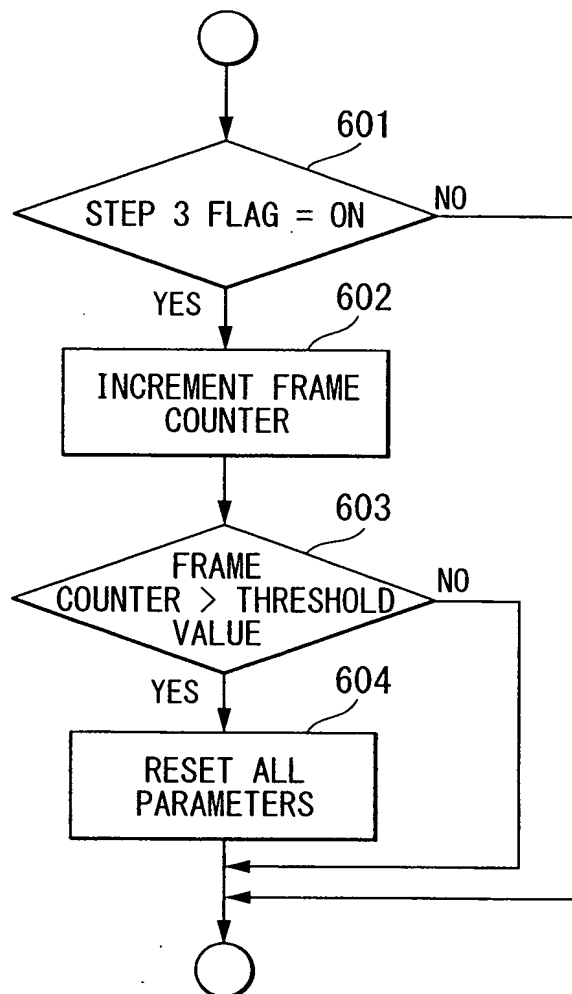 601
STEP 3 FLAG = ON
NO
YES
602
INCREMENT FRAME
COUNTER
603
FRAME
COUNTER > THRESHOLD
VALUE
NO
YES
604
RESET ALL
PARAMETERS